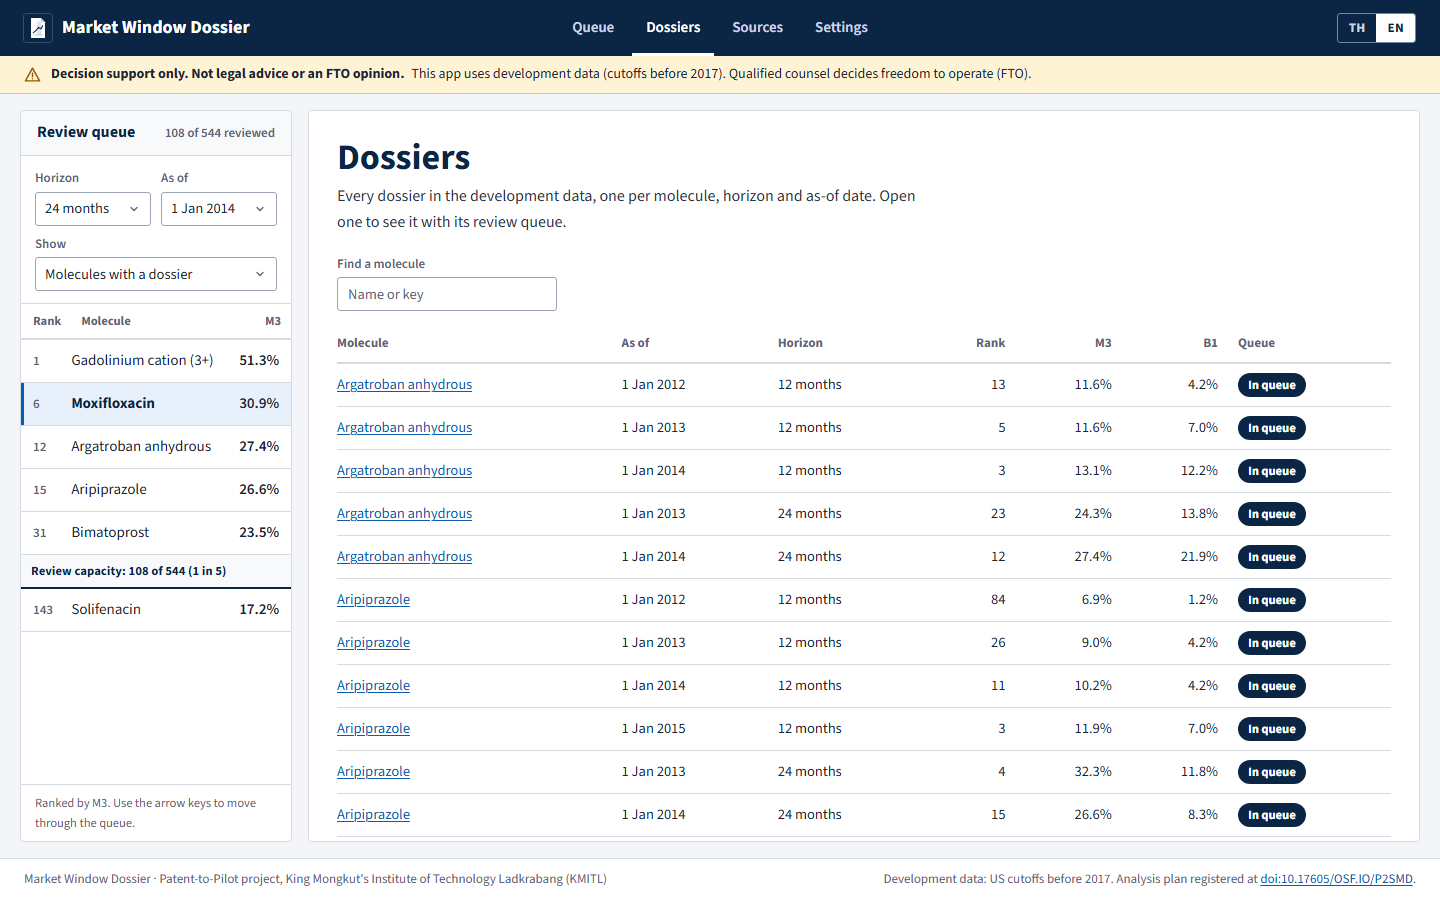 Market Window Dossier
Queue Dossiers Sources Settings
TH EN
Decision support only. Not legal advice or an FTO opinion. This app uses development data (cutoffs before 2017). Qualified counsel decides freedom to operate (FTO).
Review queue 108 of 544 reviewed
Horizon As of
24 months 1 Jan 2014
Show
Molecules with a dossier
Rank Molecule M3
1 Gadolinium cation (3+) 51.3%
6 Moxifloxacin 30.9%
12 Argatroban anhydrous 27.4%
15 Aripiprazole 26.6%
31 Bimatoprost 23.5%
Review capacity: 108 of 544 (1 in 5)
143 Solifenacin 17.2%
Ranked by M3. Use the arrow keys to move
through the queue.
Dossiers
Every dossier in the development data, one per molecule, horizon and as-of date. Open
one to see it with its review queue.
Find a molecule
Name or key
Molecule As of Horizon Rank M3 B1 Queue
Argatroban anhydrous 1 Jan 2012 12 months 13 11.6% 4.2% In queue
Argatroban anhydrous 1 Jan 2013 12 months 5 11.6% 7.0% In queue
Argatroban anhydrous 1 Jan 2014 12 months 3 13.1% 12.2% In queue
Argatroban anhydrous 1 Jan 2013 24 months 23 24.3% 13.8% In queue
Argatroban anhydrous 1 Jan 2014 24 months 12 27.4% 21.9% In queue
Aripiprazole 1 Jan 2012 12 months 84 6.9% 1.2% In queue
Aripiprazole 1 Jan 2013 12 months 26 9.0% 4.2% In queue
Aripiprazole 1 Jan 2014 12 months 11 10.2% 4.2% In queue
Aripiprazole 1 Jan 2015 12 months 3 11.9% 7.0% In queue
Aripiprazole 1 Jan 2013 24 months 4 32.3% 11.8% In queue
Aripiprazole 1 Jan 2014 24 months 15 26.6% 8.3% In queue
Market Window Dossier · Patent-to-Pilot project, King Mongkut's Institute of Technology Ladkrabang (KMITL)
Development data: US cutoffs before 2017. Analysis plan registered at doi:10.17605/OSF.IO/P2SMD.